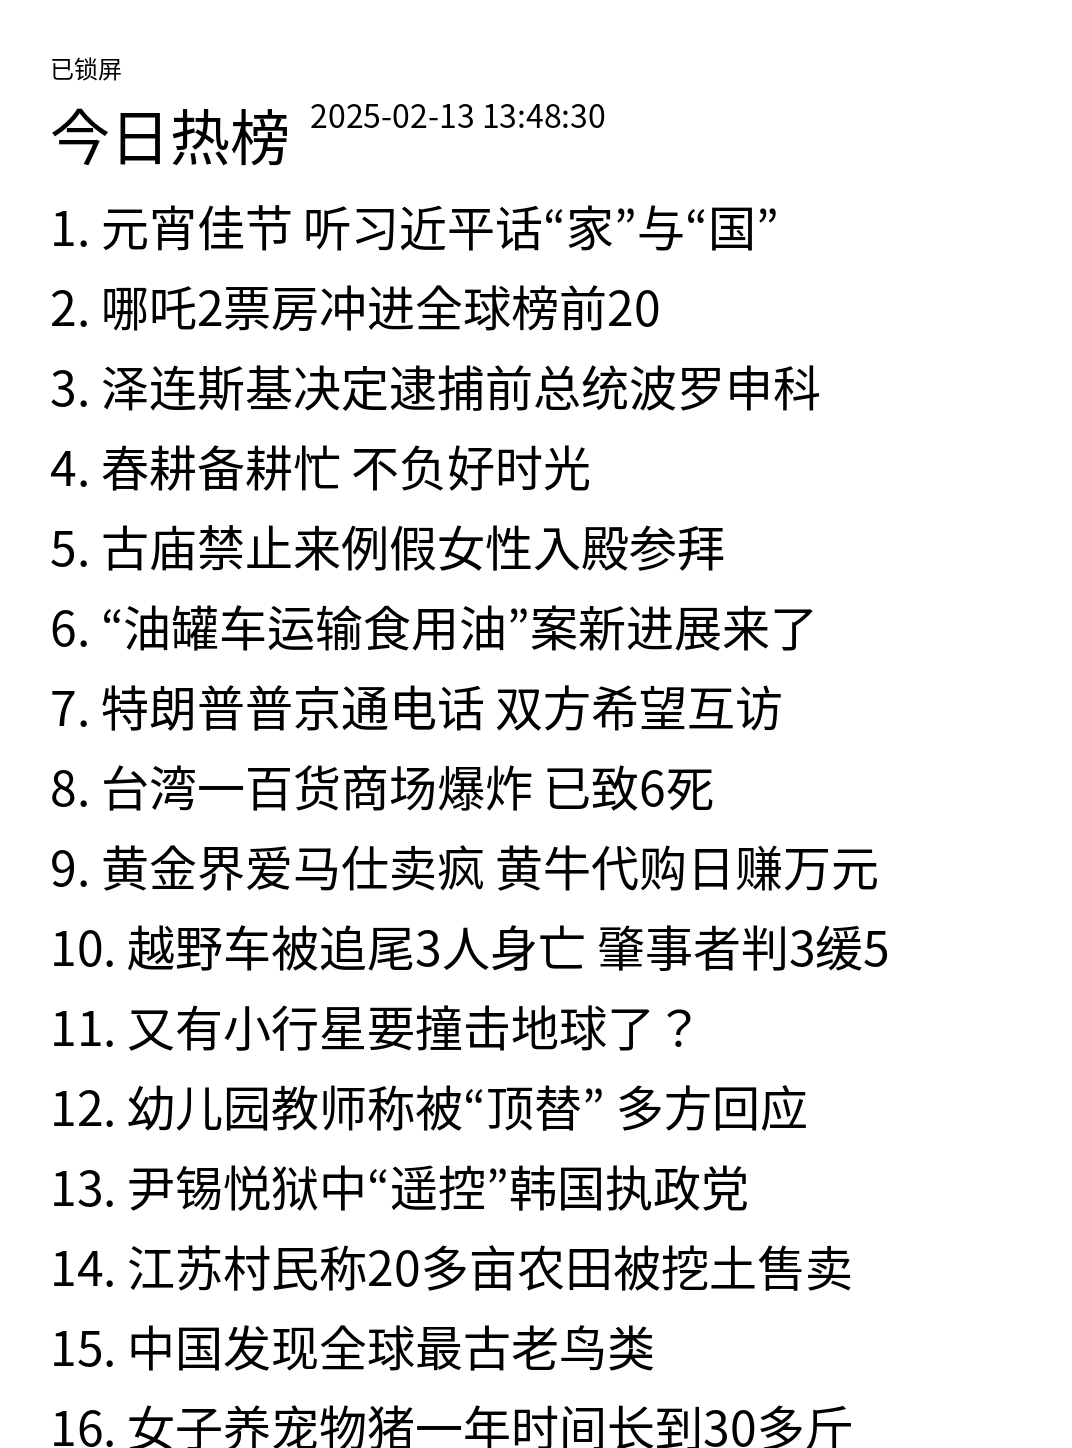 已锁屏
今日热榜 2025-02-13 13:48:30
1. 元宵佳节 听习近平话“家”与“国”
2. 哪吒2票房冲进全球榜前20
3. 泽连斯基决定逮捕前总统波罗申科
4. 春耕备耕忙 不负好时光
5. 古庙禁止来例假女性入殿参拜
6. “油罐车运输食用油”案新进展来了
7. 特朗普普京通电话 双方希望互访
8. 台湾一百货商场爆炸 已致6死
9. 黄金界爱马仕卖疯 黄牛代购日赚万元
10. 越野车被追尾3人身亡 肇事者判3缓5
11. 又有小行星要撞击地球了？
12. 幼儿园教师称被“顶替” 多方回应
13. 尹锡悦狱中“遥控”韩国执政党
14. 江苏村民称20多亩农田被挖土售卖
15. 中国发现全球最古老鸟类
16. 女子养宠物猪一年时间长到30多斤